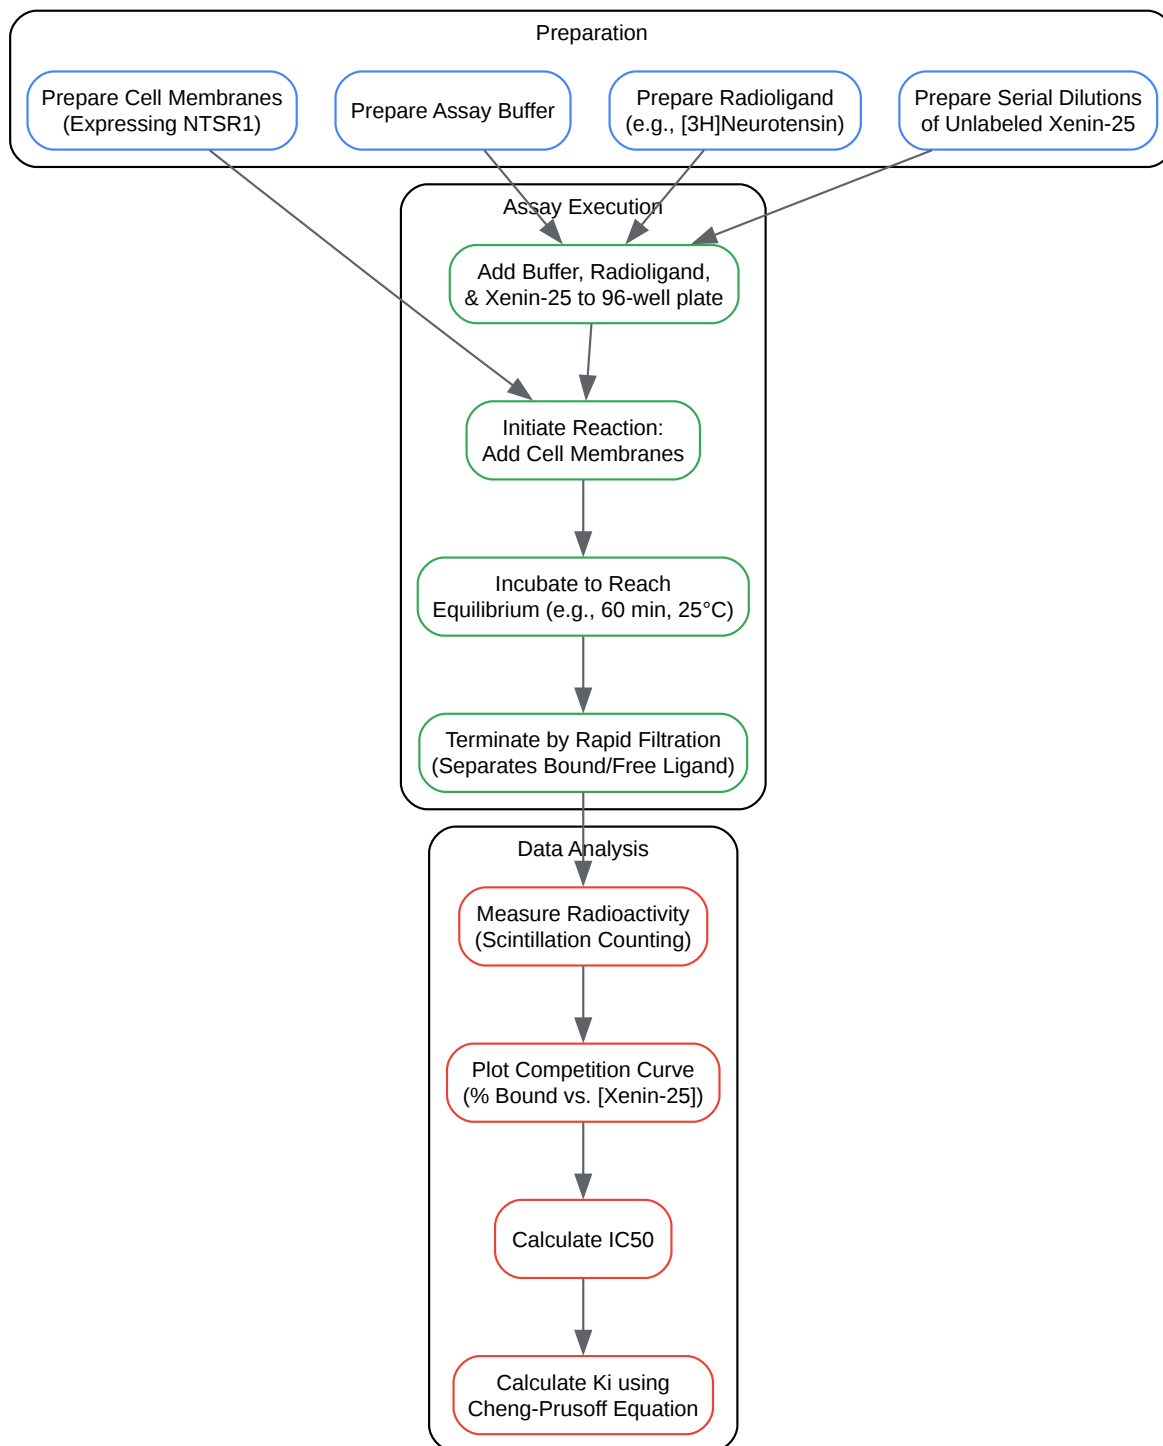 Preparation
Prepare Cell Membranes
(Expressing NTSR1)
Prepare Assay Buffer
Prepare Radioligand
(e.g., [3H]Neurotensin)
Prepare Serial Dilutions
of Unlabeled Xenin-25
Assay Execution
Add Buffer, Radioligand,
& Xenin-25 to 96-well plate
Initiate Reaction:
Add Cell Membranes
Incubate to Reach
Equilibrium (e.g., 60 min, 25°C)
Terminate by Rapid Filtration
(Separates Bound/Free Ligand)
Data Analysis
Measure Radioactivity
(Scintillation Counting)
Plot Competition Curve
(% Bound vs. [Xenin-25])
Calculate IC50
Calculate Ki using
Cheng-Prusoff Equation